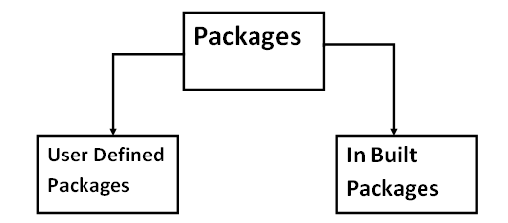 Packages
User Defined
Packages
In Built
Packages